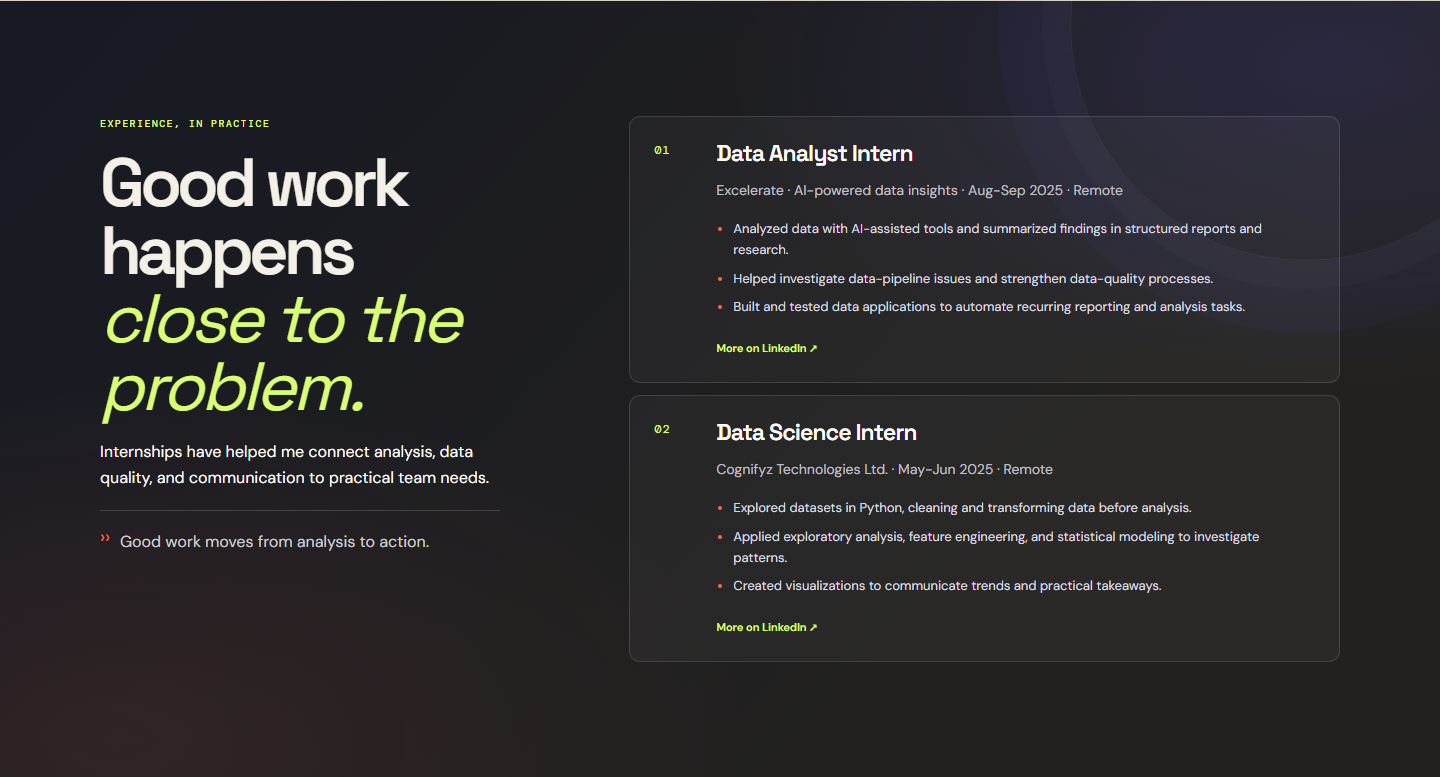 EXPERIENCE, IN PRACTICE
Good work
happens
close to the
problem.
Internships have helped me connect analysis, data
quality, and communication to practical team needs.
›› Good work moves from analysis to action.
01
Data Analyst Intern
Excelerate · AI-powered data insights · Aug-Sep 2025 · Remote
• Analyzed data with AI-assisted tools and summarized findings in structured reports and
research.
• Helped investigate data-pipeline issues and strengthen data-quality processes.
• Built and tested data applications to automate recurring reporting and analysis tasks.
More on LinkedIn ↗
02
Data Science Intern
Cognifyz Technologies Ltd. · May-Jun 2025 · Remote
• Explored datasets in Python, cleaning and transforming data before analysis.
• Applied exploratory analysis, feature engineering, and statistical modeling to investigate
patterns.
• Created visualizations to communicate trends and practical takeaways.
More on LinkedIn ↗